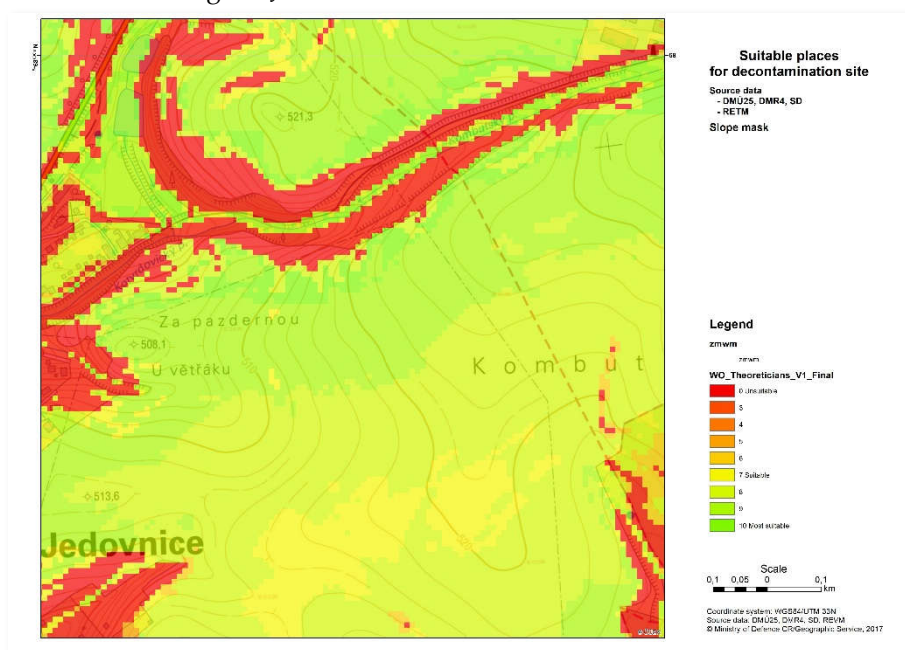 521,3
Za pazdernou
508,1
U větřáku
Kombut
513,6
Jedovnice
Suitable places
for decontamination site
Source data
- DMÚ25, DMR4, SD
- RETM
Slope mask
Legend
zmwm
zmwm
WO_Theoreticians_V1_Final
0 Unsuitable
3
4
5
6
7 Suitable
8
9
10 Most suitable
Scale
0,1 0,05 0 0,1
km
Coordinate system: WGS84/UTM 33N
Source data: DMÚ25, DMR4, SD, REVM
© Ministry of Defence CR/Geographic Service, 2017